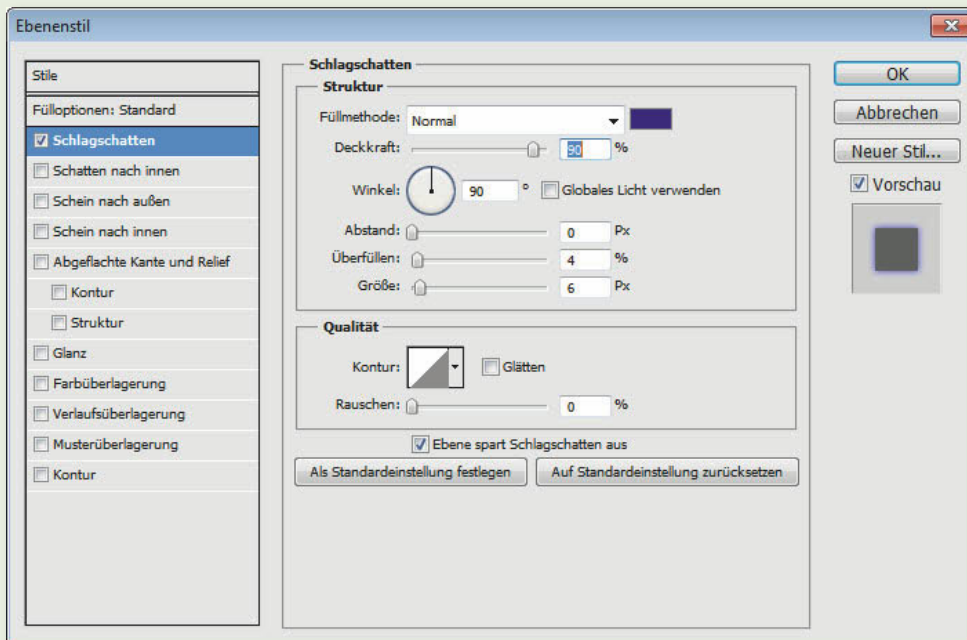 Ebenenstil
Stile
Fülloptionen: Standard
Schlagschatten
Schatten nach innen
Schein nach außen
Schein nach innen
Abgeflachte Kante und Relief
Kontur
Struktur
Glanz
Farbüberlagerung
Verlaufsüberlagerung
Musterüberlagerung
Kontur
Schlagschatten
Struktur
Füllmethode: Normal
Deckkraft: 90 %
Winkel: 90 ° Globales Licht verwenden
Abstand: 0 Px
Überfüllen: 4 %
Größe: 6 Px
Qualität
Kontur: Glätten
Rauschen: 0 %
Ebene spart Schlagschatten aus
Als Standardeinstellung festlegen Auf Standardeinstellung zurücksetzen
OK
Abbrechen
Neuer Stil...
Vorschau